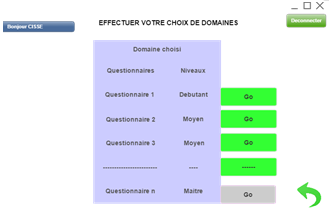 EFFECTUER VOTRE CHOIX DE DOMAINES
Deconnecter
Bonjour CISSE
Domaine choisi
Questionnaires Niveaux
Questionnaire 1 Debutant Go
Questionnaire 2 Moyen Go
Questionnaire 3 Moyen Go
------------------------ ---- ------
Questionnaire n Maitre Go